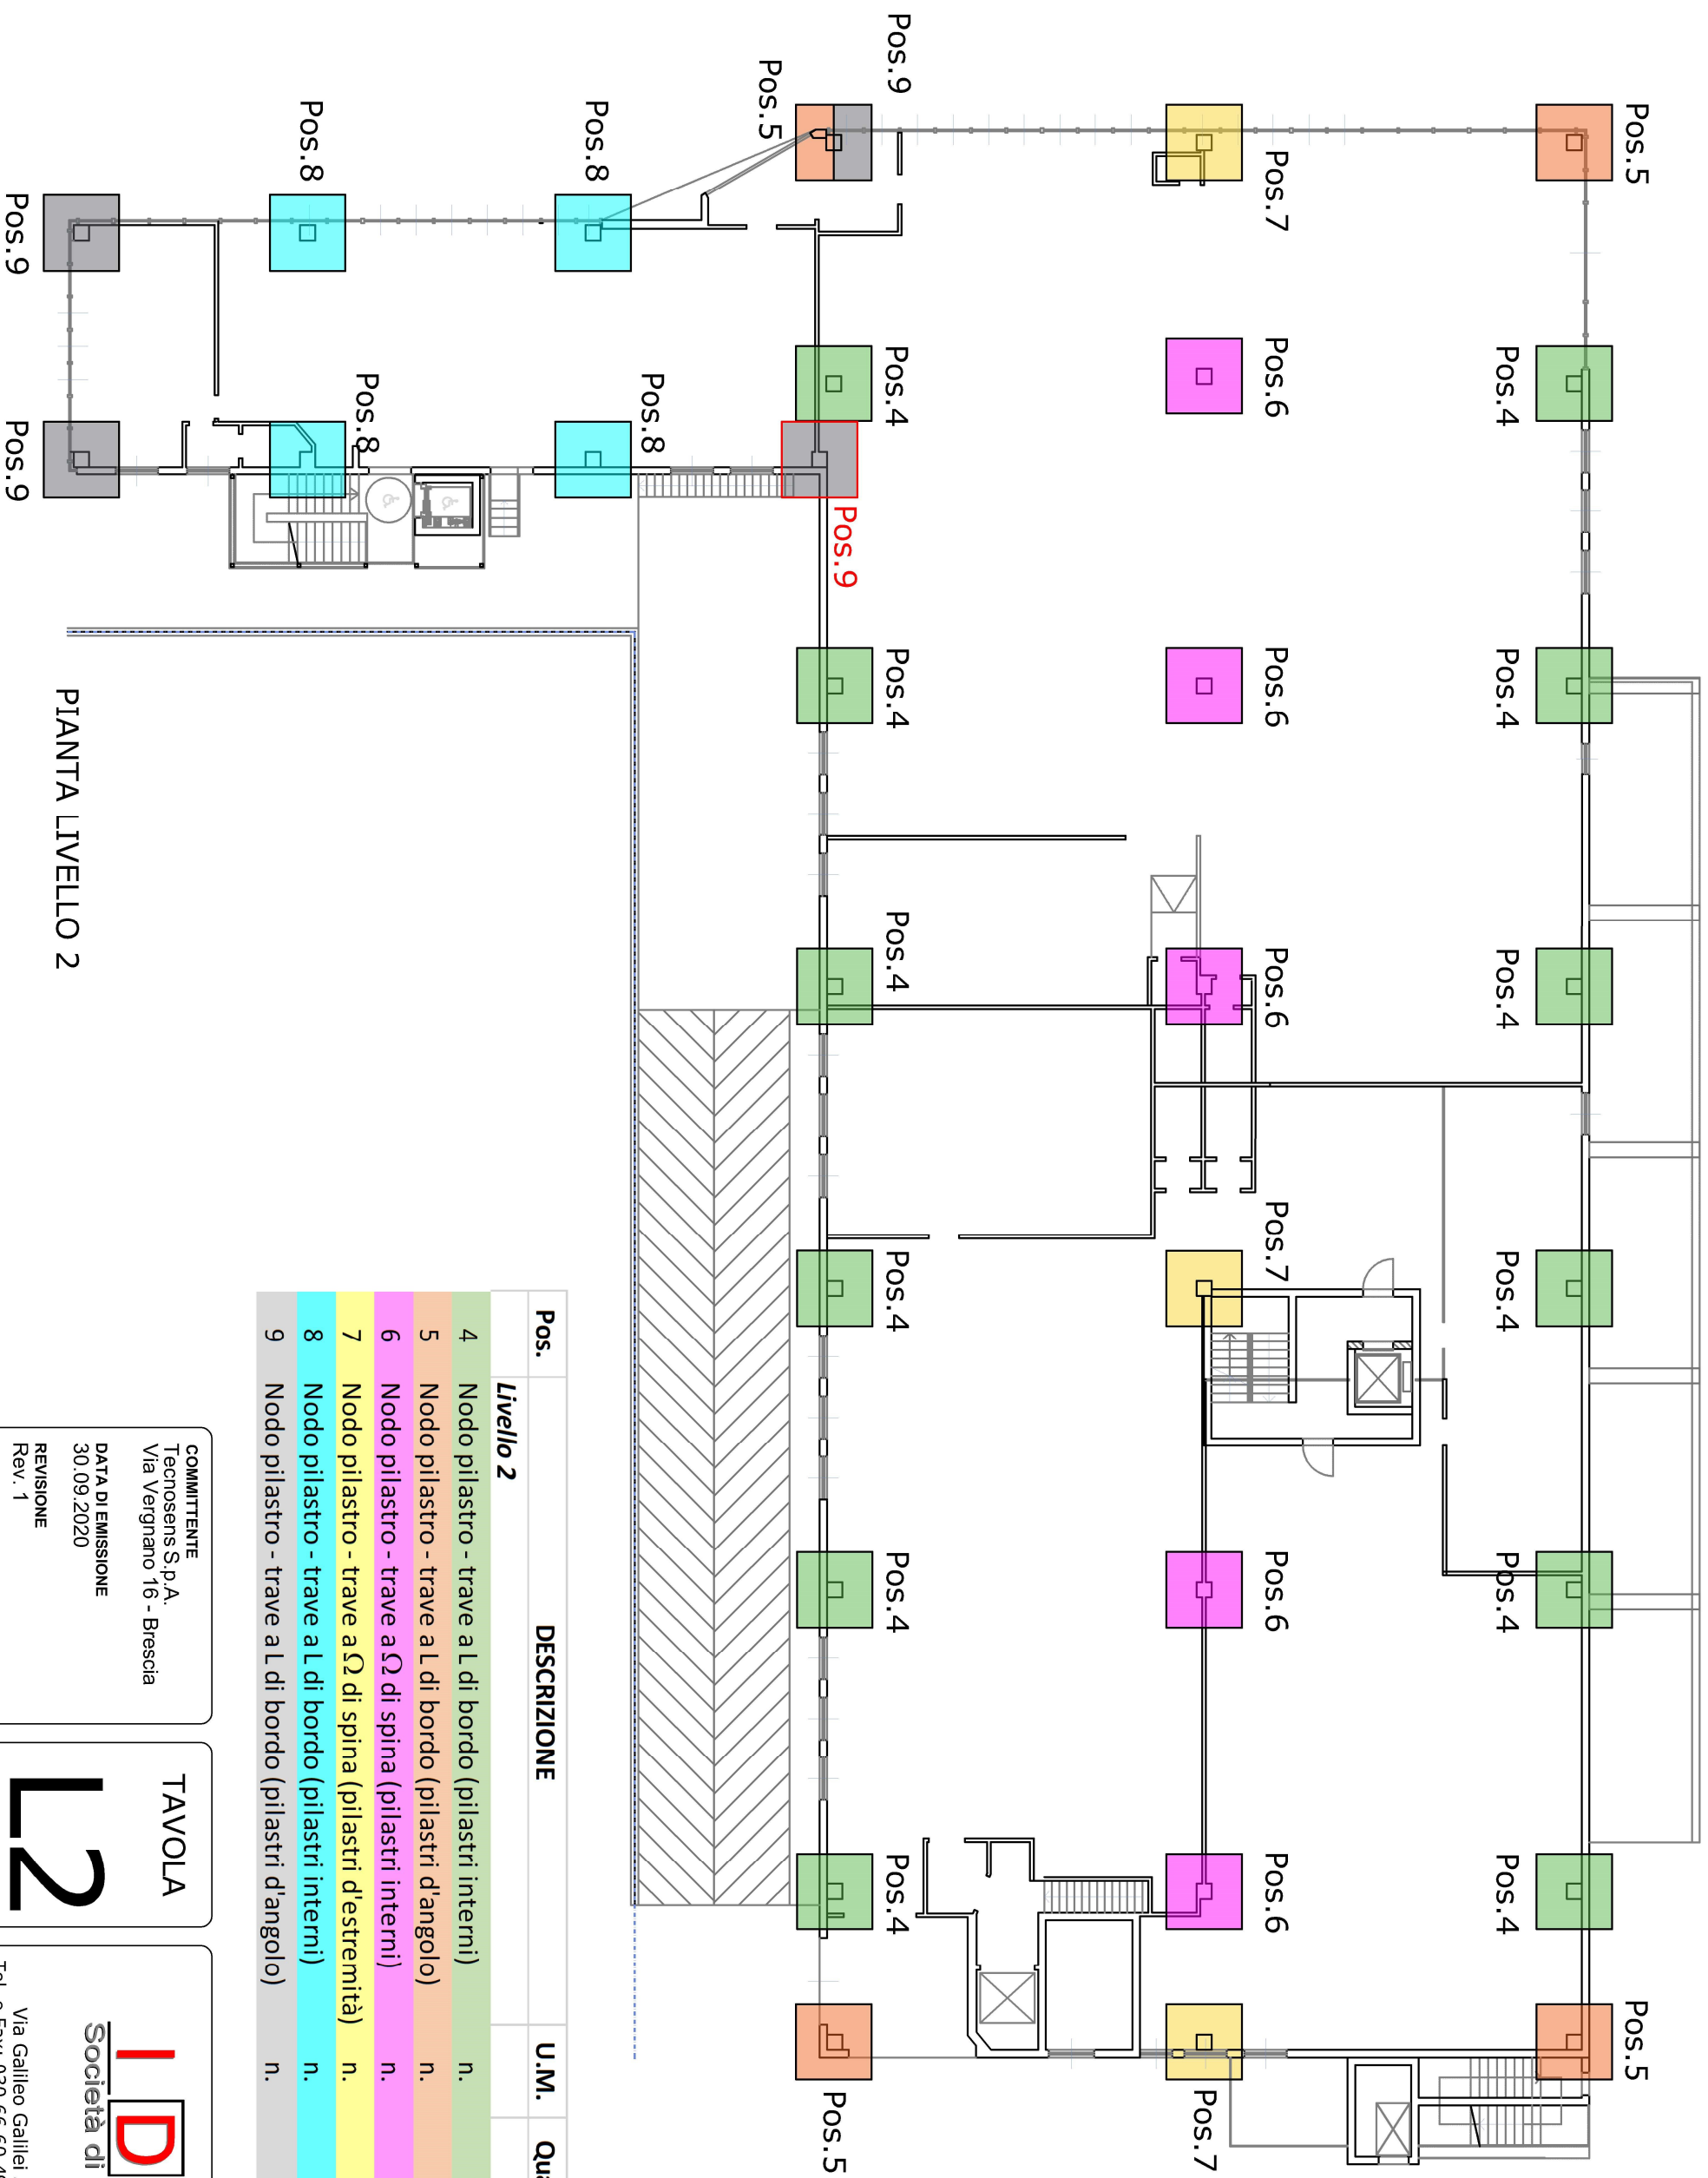 Pos.5
Pos.4
Pos.4
Pos.4
Pos.4
Pos.4
Pos.4
Pos.5
Pos.7
Pos.6
Pos.6
Pos.6
Pos.7
Pos.6
Pos.6
Pos.7
Pos.9
Pos.5
Pos.4
Pos.9
Pos.4
Pos.4
Pos.4
Pos.4
Pos.4
Pos.5
Pos.8
Pos.8
Pos.8
Pos.8
Pos.9
Pos.9
PIANTA LIVELLO 2
Pos. DESCRIZIONE U.M.
Livello 2
4 Nodo pilastro - trave a L di bordo (pilastri interni) n.
5 Nodo pilastro - trave a L di bordo (pilastri d'angolo) n.
6 Nodo pilastro - trave a Ω di spina (pilastri interni) n.
7 Nodo pilastro - trave a Ω di spina (pilastri d'estremità) n.
8 Nodo pilastro - trave a L di bordo (pilastri interni) n.
9 Nodo pilastro - trave a L di bordo (pilastri d'angolo) n.
COMMITTENTE
Tecnosens S.p.A.
Via Vergnano 16 - Brescia
DATA DI EMISSIONE
30.09.2020
REVISIONE
Rev. 1
TAVOLA
L2
I D
Società di
Via Galileo Galilei